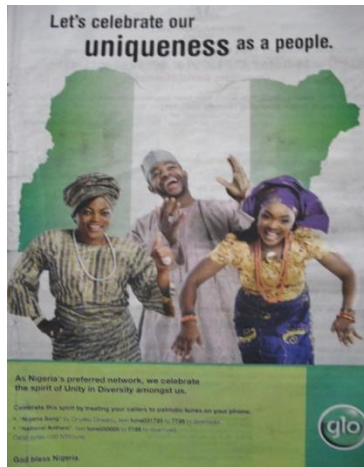 Let's celebrate our
uniqueness as a people.
As Nigeria's preferred network, we celebrate
the spirit of Unity in Diversity amongst us.
Celebrate this spirit by treating your callers to patriotic tunes on your phone.
God bless Nigeria.
glo